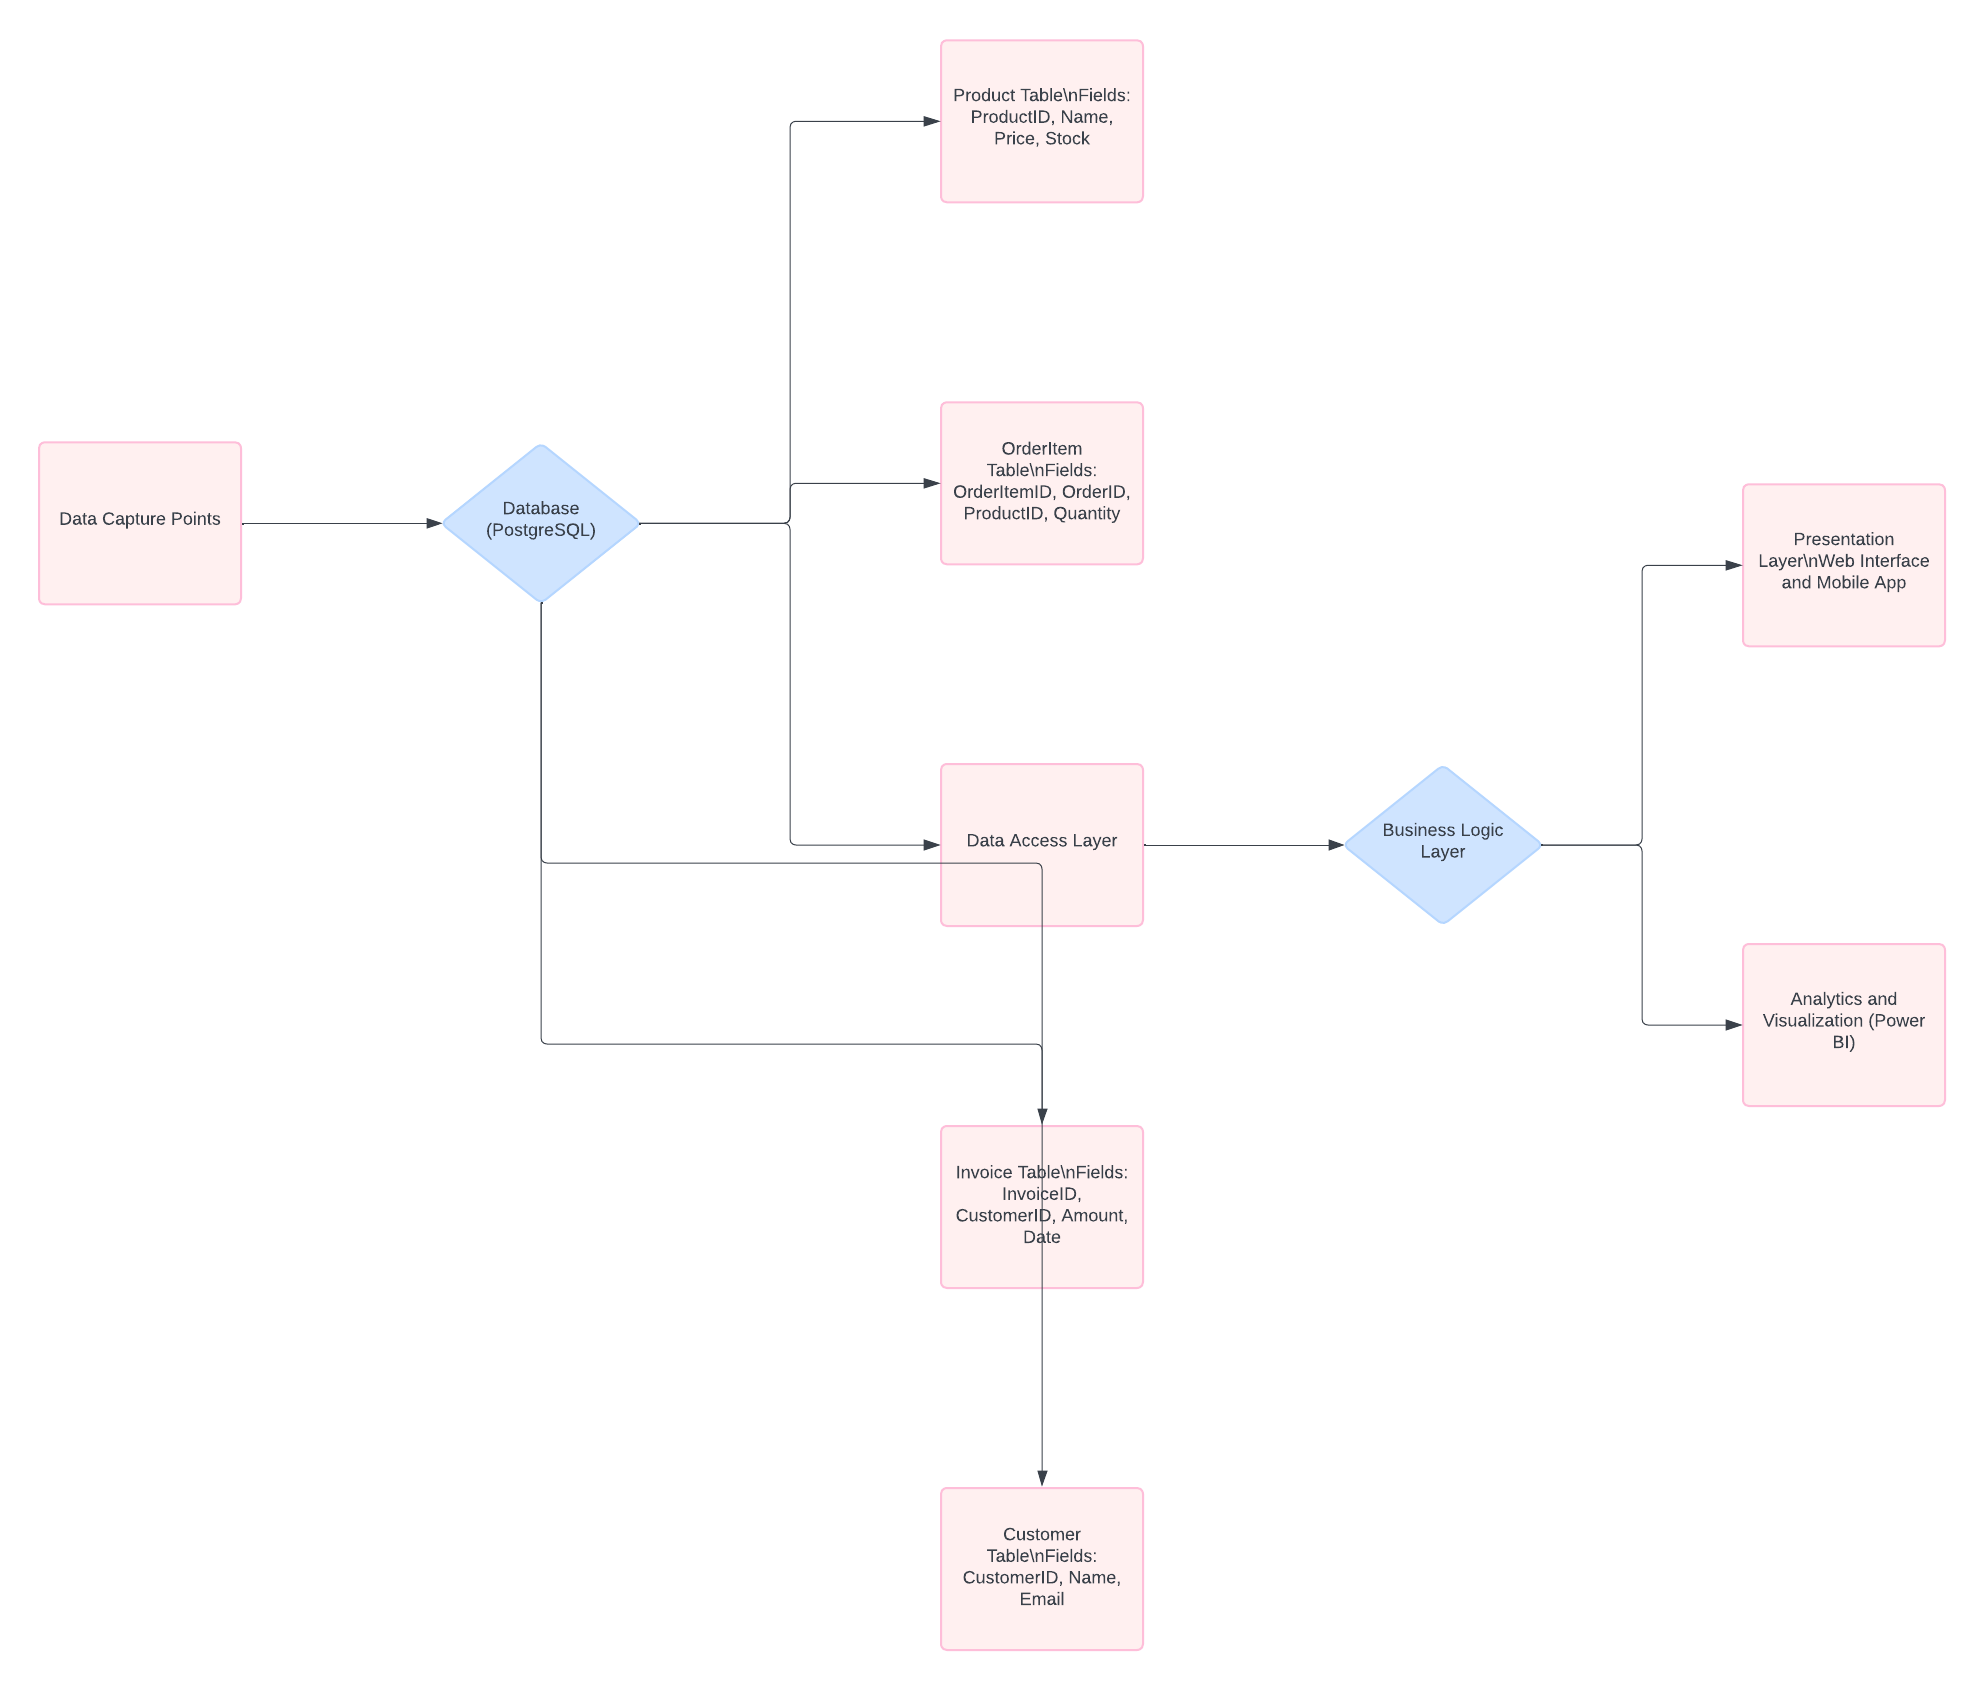 Product Table\nFields:
ProductID, Name,
Price, Stock
OrderItem
Table\nFields:
OrderItemID, OrderID,
ProductID, Quantity
Data Capture Points
Database
(PostgreSQL)
Presentation
Layer\nWeb Interface
and Mobile App
Data Access Layer
Business Logic
Layer
Analytics and
Visualization (Power
BI)
Invoice Table\nFields:
InvoiceID,
CustomerID, Amount,
Date
Customer
Table\nFields:
CustomerID, Name,
Email